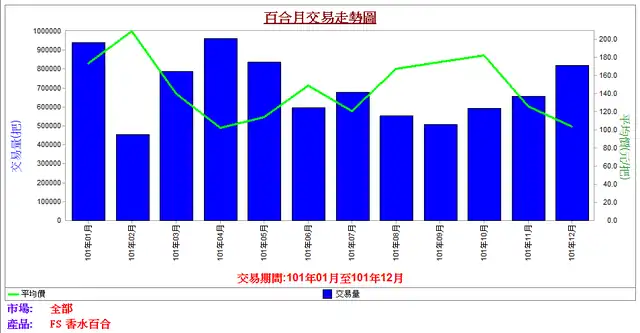 百合月交易走勢圖
交易量(把)
1000000
900000
800000
700000
600000
500000
400000
300000
200000
100000
0
200.0
180.0
160.0
140.0
120.0
100.0
80.0
60.0
40.0
20.0
0.0
平均價(元/把)
101年01月
101年02月
101年03月
101年04月
101年05月
101年06月
101年07月
101年08月
101年09月
101年10月
101年11月
101年12月
交易期間:101年01月至101年12月
平均價 交易量
市場: 全部
產品: FS 香水百合